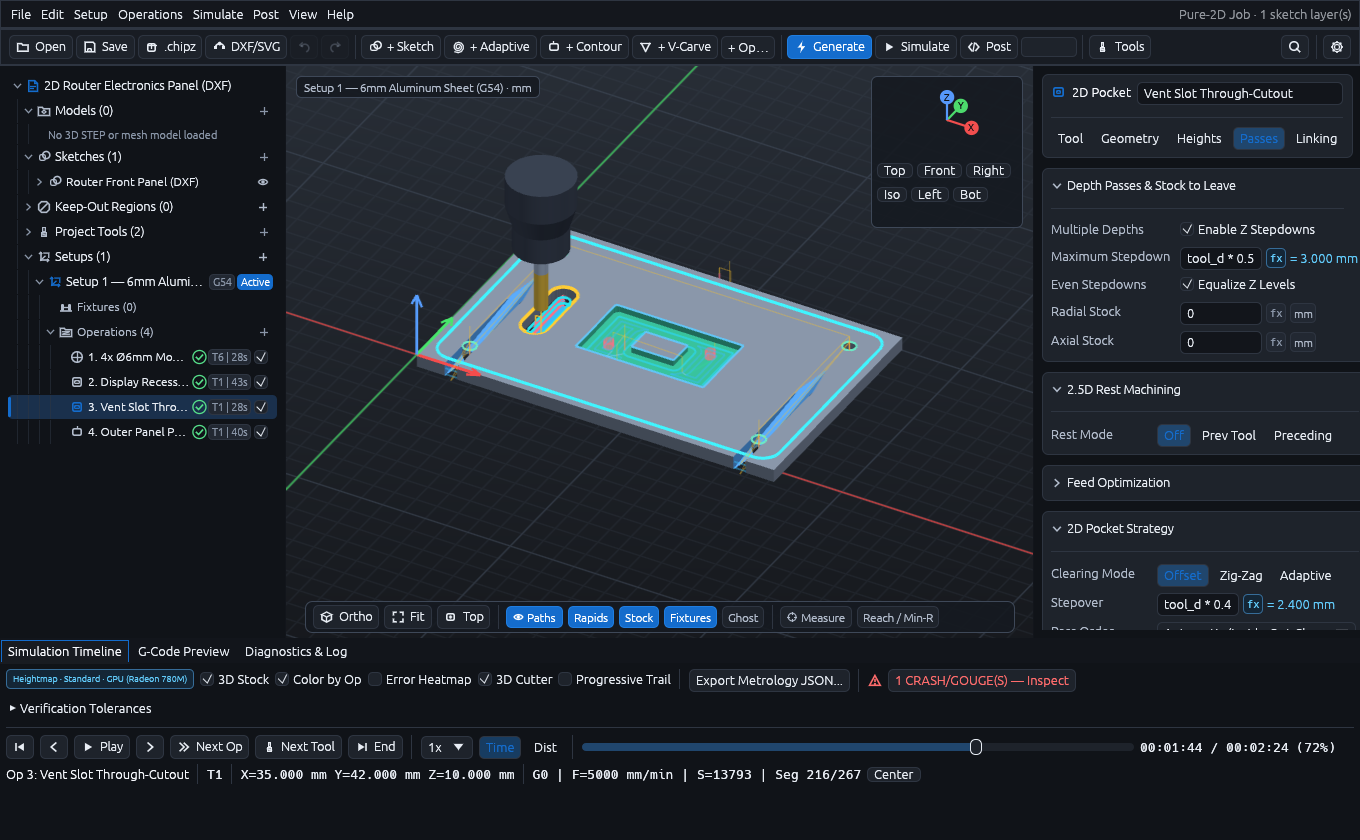 File Edit Setup Operations Simulate Post View Help
Pure-2D Job · 1 sketch layer(s)
Open Save .chipz DXF/SVG + Sketch + Adaptive + Contour + V-Carve + Op... Generate Simulate Post Tools
2D Router Electronics Panel (DXF)
Models (0) +
No 3D STEP or mesh model loaded
Sketches (1) +
Router Front Panel (DXF)
Keep-Out Regions (0) +
Project Tools (2) +
Setups (1) +
Setup 1 — 6mm Alumi... G54 Active
Fixtures (0)
Operations (4) +
1. 4x Ø6mm Mo... T6 | 28s
2. Display Recess... T1 | 43s
3. Vent Slot Thro... T1 | 28s
4. Outer Panel P... T1 | 40s
Setup 1 — 6mm Aluminum Sheet (G54) · mm
Z
Y
X
Top Front Right
Iso Left Bot
Ortho Fit Top Paths Rapids Stock Fixtures Ghost Measure Reach / Min-R
2D Pocket Vent Slot Through-Cutout
Tool Geometry Heights Passes Linking
Depth Passes & Stock to Leave
Multiple Depths Enable Z Stepdowns
Maximum Stepdown tool_d * 0.5 fx = 3.000 mm
Even Stepdowns Equalize Z Levels
Radial Stock 0 fx mm
Axial Stock 0 fx mm
2.5D Rest Machining
Rest Mode Off Prev Tool Preceding
Feed Optimization
2D Pocket Strategy
Clearing Mode Offset Zig-Zag Adaptive
Stepover tool_d * 0.4 fx = 2.400 mm
Simulation Timeline G-Code Preview Diagnostics & Log
Heightmap · Standard · GPU (Radeon 780M) 3D Stock Color by Op Error Heatmap 3D Cutter Progressive Trail Export Metrology JSON... 1 CRASH/GOUGE(S) — Inspect
Verification Tolerances
Play Next Op Next Tool End 1x Time Dist 00:01:44 / 00:02:24 (72%)
Op 3: Vent Slot Through-Cutout T1 X=35.000 mm Y=42.000 mm Z=10.000 mm G0 | F=5000 mm/min | S=13793 | Seg 216/267 Center